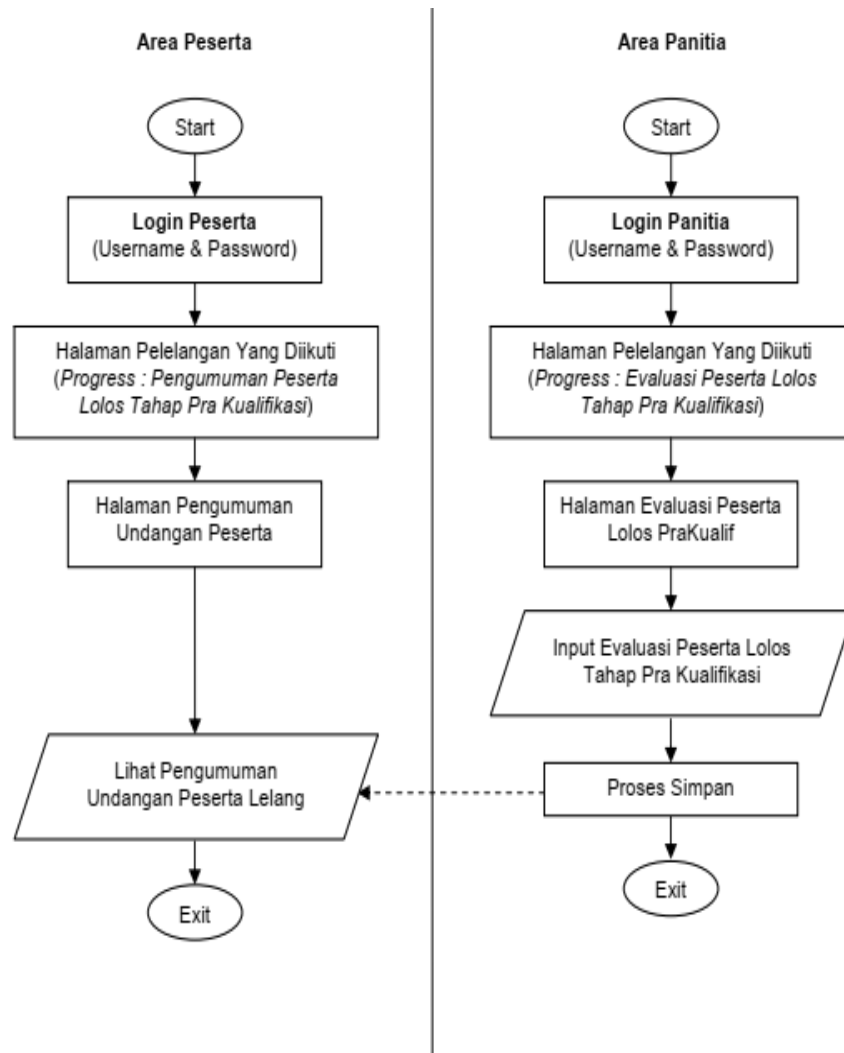 Area Peserta
Start
Login Peserta
(Username & Password)
Halaman Pelelangan Yang Diikuti
(Progress : Pengumuman Peserta
Lolos Tahap Pra Kualifikasi)
Halaman Pengumuman
Undangan Peserta
Lihat Pengumuman
Undangan Peserta Lelang
Exit
Area Panitia
Start
Login Panitia
(Username & Password)
Halaman Pelelangan Yang Diikuti
(Progress : Evaluasi Peserta Lolos
Tahap Pra Kualifikasi)
Halaman Evaluasi Peserta
Lolos PraKualif
Input Evaluasi Peserta Lolos
Tahap Pra Kualifikasi
Proses Simpan
Exit